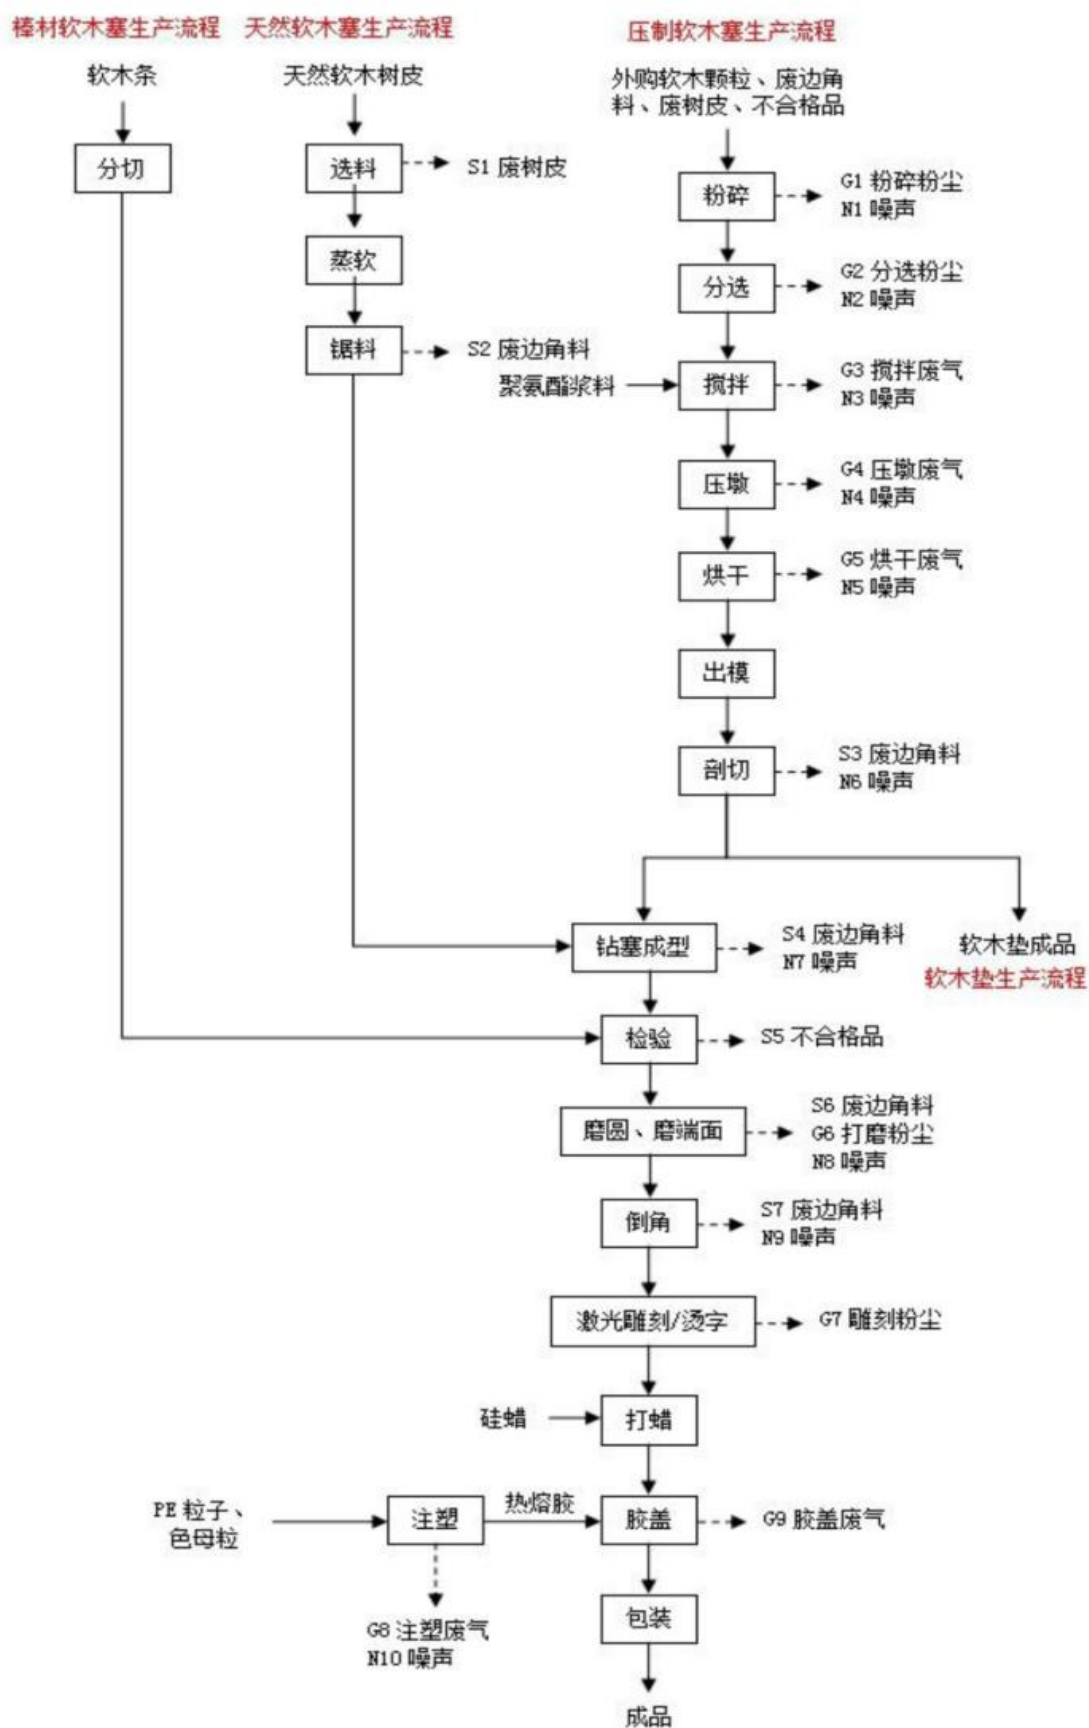 棒材软木塞生产流程
天然软木塞生产流程
压制软木塞生产流程
软木条
天然软木树皮
外购软木颗粒、废边角
料、废树皮、不合格品
分切
选料
S1 废树皮
粉碎
G1 粉碎粉尘
N1 噪声
蒸软
分选
G2 分选粉尘
N2 噪声
锯料
S2 废边角料
聚氨酯浆料
搅拌
G3 搅拌废气
N3 噪声
压墩
G4 压墩废气
N4 噪声
烘干
G5 烘干废气
N5 噪声
出模
剖切
S3 废边角料
N6 噪声
钻塞成型
S4 废边角料
N7 噪声
软木垫成品
软木垫生产流程
检验
S5 不合格品
磨圆、磨端面
S6 废边角料
G6 打磨粉尘
N8 噪声
倒角
S7 废边角料
N9 噪声
激光雕刻/烫字
G7 雕刻粉尘
硅蜡
打蜡
PE 粒子、
色母粒
注塑
热熔胶
胶盖
G9 胶盖废气
G8 注塑废气
N10 噪声
包装
成品